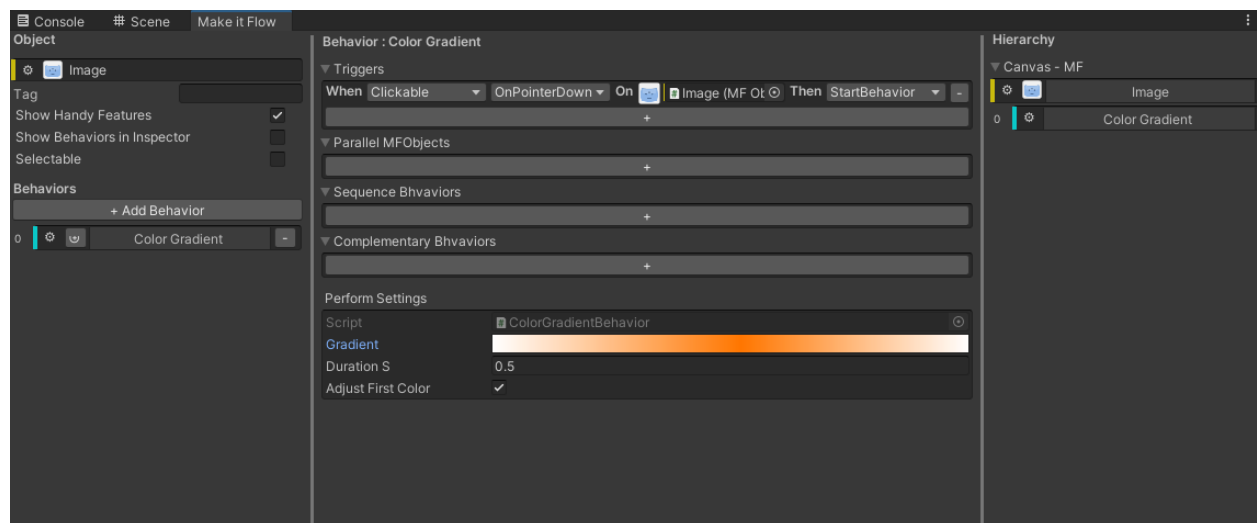 Console # Scene Make it Flow
Object
Image
Tag
Show Handy Features
Show Behaviors in Inspector
Selectable
Behaviors
+ Add Behavior
0 Color Gradient -
Behavior : Color Gradient
Triggers
When Clickable OnPointerDown On Image (MF Ob Then StartBehavior -
+
Parallel MFObjects
+
Sequence Bhvaviors
+
Complementary Bhvaviors
+
Perform Settings
Script ColorGradientBehavior
Gradient
Duration S 0.5
Adjust First Color
Hierarchy
Canvas - MF
Image
0 Color Gradient